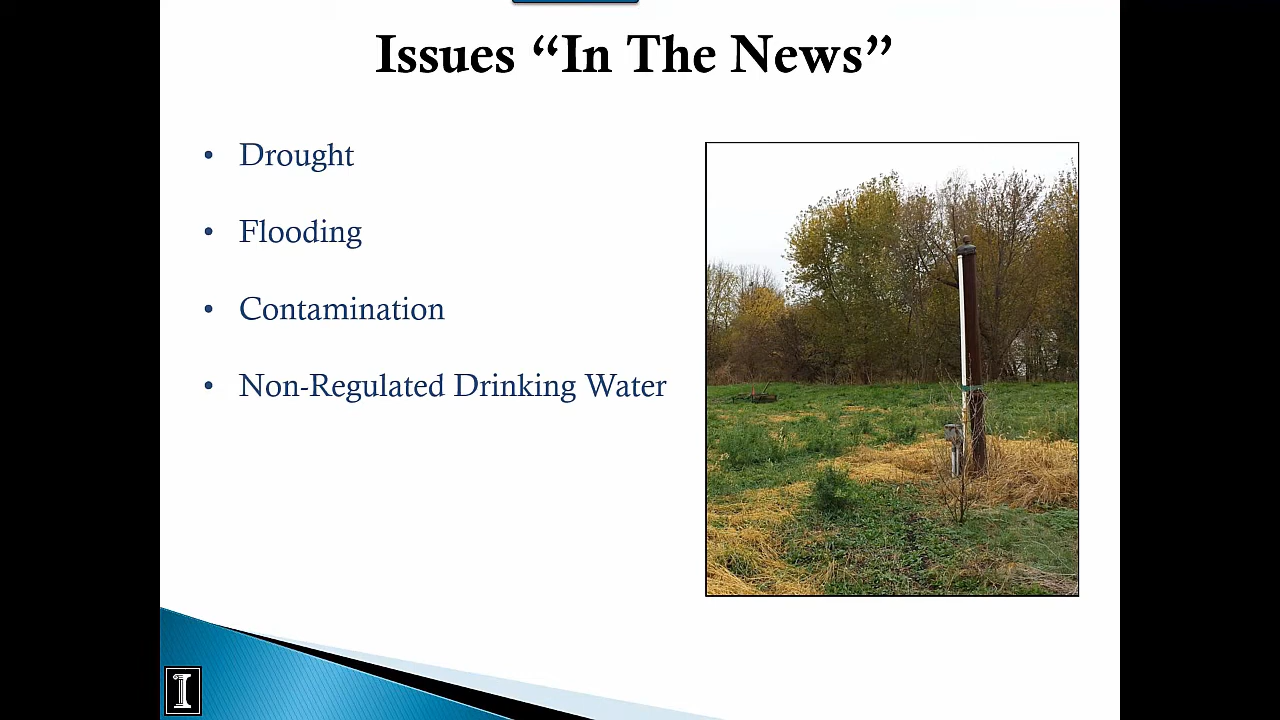 Issues “In The News”
• Drought
• Flooding
• Contamination
• Non-Regulated Drinking Water
I